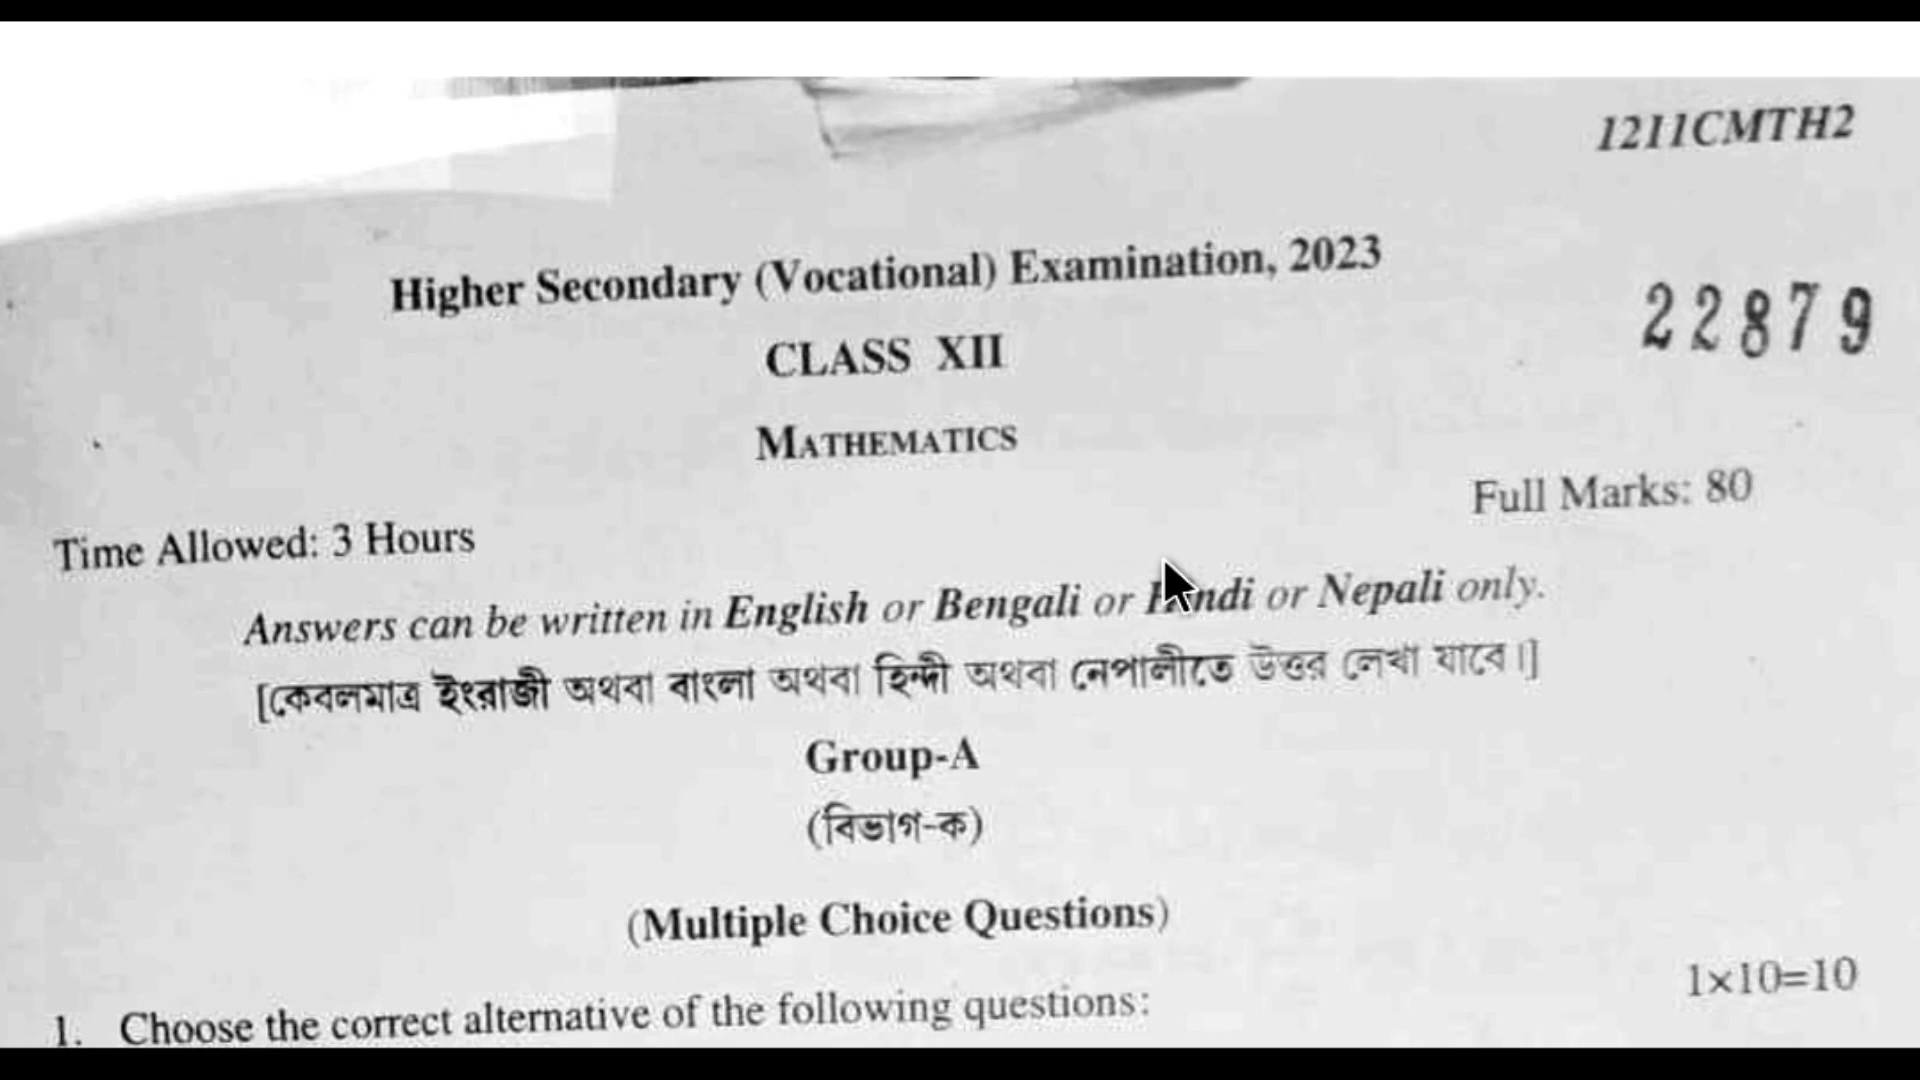 1211CMTH2
Higher Secondary (Vocational) Examination, 2023
22879
CLASS XII
MATHEMATICS
Full Marks: 80
Time Allowed: 3 Hours
Answers can be written in English or Bengali or Hindi or Nepali only.
[কেবলমাত্র ইংরাজী অথবা বাংলা অথবা হিন্দী অথবা নেপালীতে উত্তর লেখা যাবে।]
Group-A
(বিভাগ-ক)
(Multiple Choice Questions)
1. Choose the correct alternative of the following questions: 1×10=10